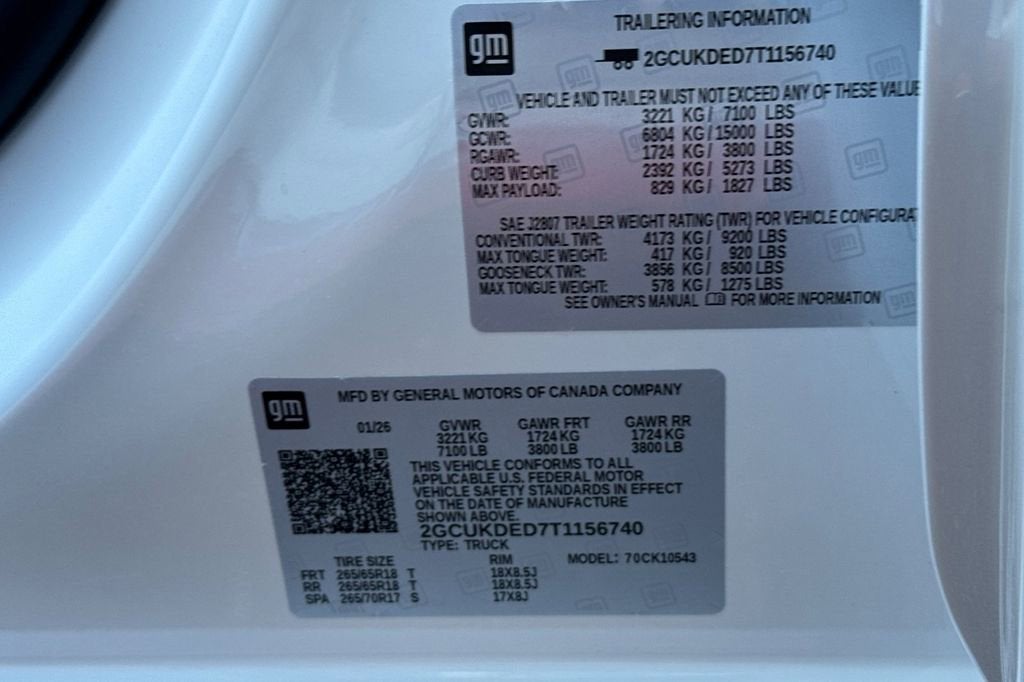 gm
TRAILERING INFORMATION
2GCUKDED7T1156740
VEHICLE AND TRAILER MUST NOT EXCEED ANY OF THESE VALUE
GVWR: 3221 KG/ 7100 LBS
GCWR: 6804 KG/ 15000 LBS
RGAWR: 1724 KG/ 3800 LBS
CURB WEIGHT: 2392 KG/ 5273 LBS
MAX PAYLOAD: 829 KG/ 1827 LBS
SAE J2807 TRAILER WEIGHT RATING (TWR) FOR VEHICLE CONFIGURA
CONVENTIONAL TWR: 4173 KG/ 9200 LBS
MAX TONGUE WEIGHT: 417 KG/ 920 LBS
GOOSENECK TWR: 3856 KG/ 8500 LBS
MAX TONGUE WEIGHT: 578 KG/ 1275 LBS
SEE OWNER'S MANUAL FOR MORE INFORMATION
gm
MFD BY GENERAL MOTORS OF CANADA COMPANY
01/26 GVWR GAWR FRT GAWR RR
3221 KG 1724 KG 1724 KG
7100 LB 3800 LB 3800 LB
THIS VEHICLE CONFORMS TO ALL
APPLICABLE U.S. FEDERAL MOTOR
VEHICLE SAFETY STANDARDS IN EFFECT
ON THE DATE OF MANUFACTURE
SHOWN ABOVE.
2GCUKDED7T1156740
TYPE: TRUCK
TIRE SIZE RIM MODEL: 70CK10543
FRT 265/65R18 T 18X8.5J
RR 265/65R18 T 18X8.5J
SPA 265/70R17 S 17X8J